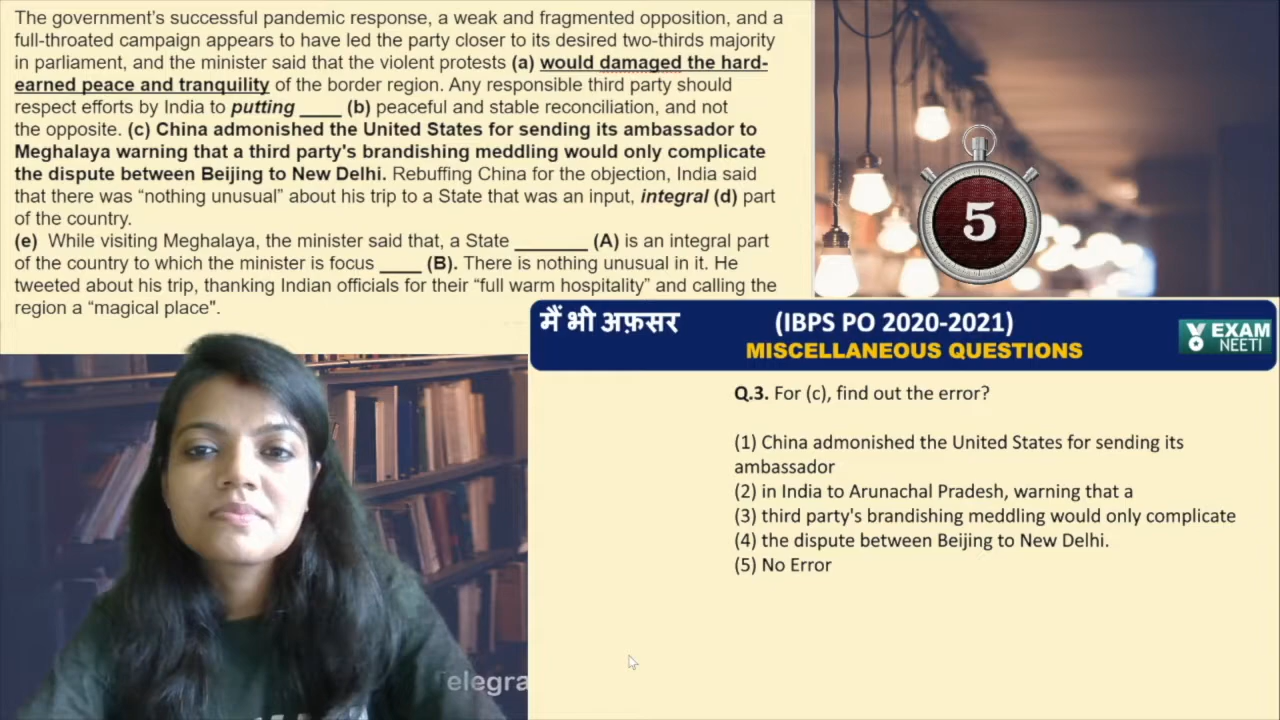 The government's successful pandemic response, a weak and fragmented opposition, and a
full-throated campaign appears to have led the party closer to its desired two-thirds majority
in parliament, and the minister said that the violent protests (a) would damaged the hard-
earned peace and tranquility of the border region. Any responsible third party should
respect efforts by India to putting ____ (b) peaceful and stable reconciliation, and not
the opposite. (c) China admonished the United States for sending its ambassador to
Meghalaya warning that a third party's brandishing meddling would only complicate
the dispute between Beijing to New Delhi. Rebuffing China for the objection, India said
that there was “nothing unusual” about his trip to a State that was an input, integral (d) part
of the country.
(e) While visiting Meghalaya, the minister said that, a State _______ (A) is an integral part
of the country to which the minister is focus ____ (B). There is nothing unusual in it. He
tweeted about his trip, thanking Indian officials for their “full warm hospitality” and calling the
region a “magical place".
5
मैं भी अफ़सर
(IBPS PO 2020-2021)
MISCELLANEOUS QUESTIONS
EXAM
NEETI
Q.3. For (c), find out the error?
(1) China admonished the United States for sending its
ambassador
(2) in India to Arunachal Pradesh, warning that a
(3) third party's brandishing meddling would only complicate
(4) the dispute between Beijing to New Delhi.
(5) No Error